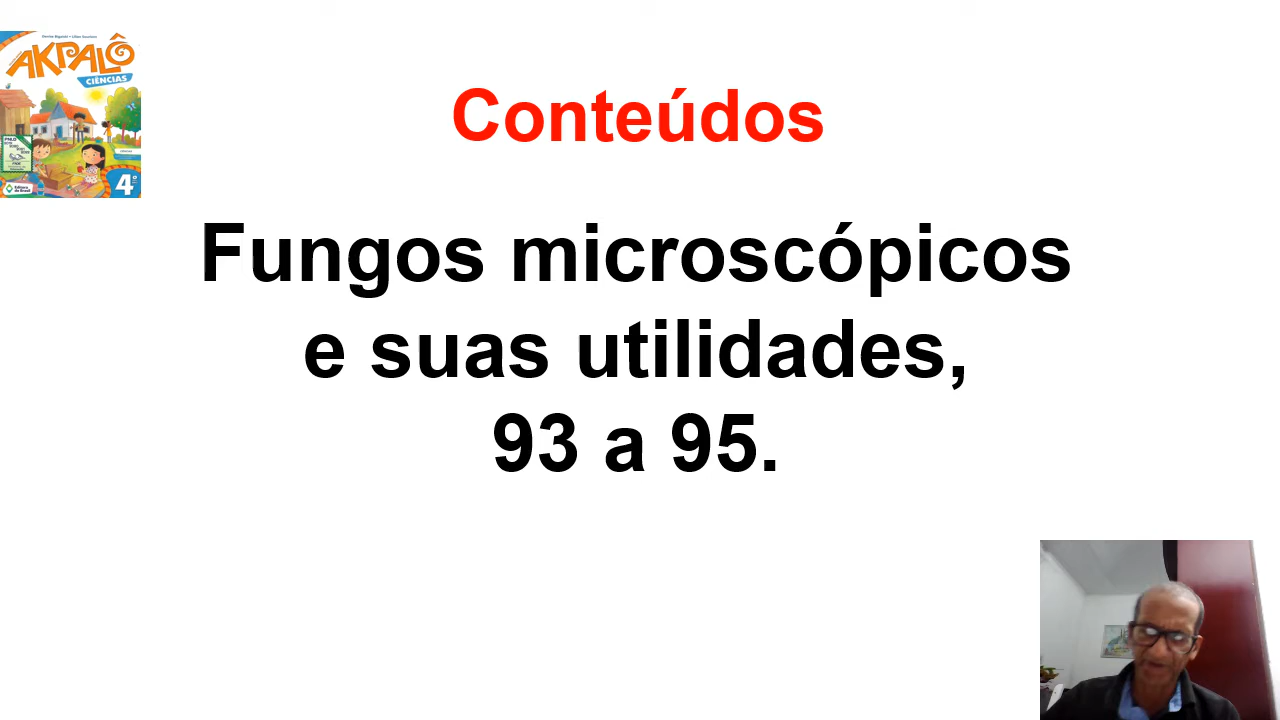 AKPALÔ
CIÊNCIAS
4º
Conteúdos
Fungos microscópicos
e suas utilidades,
93 a 95.